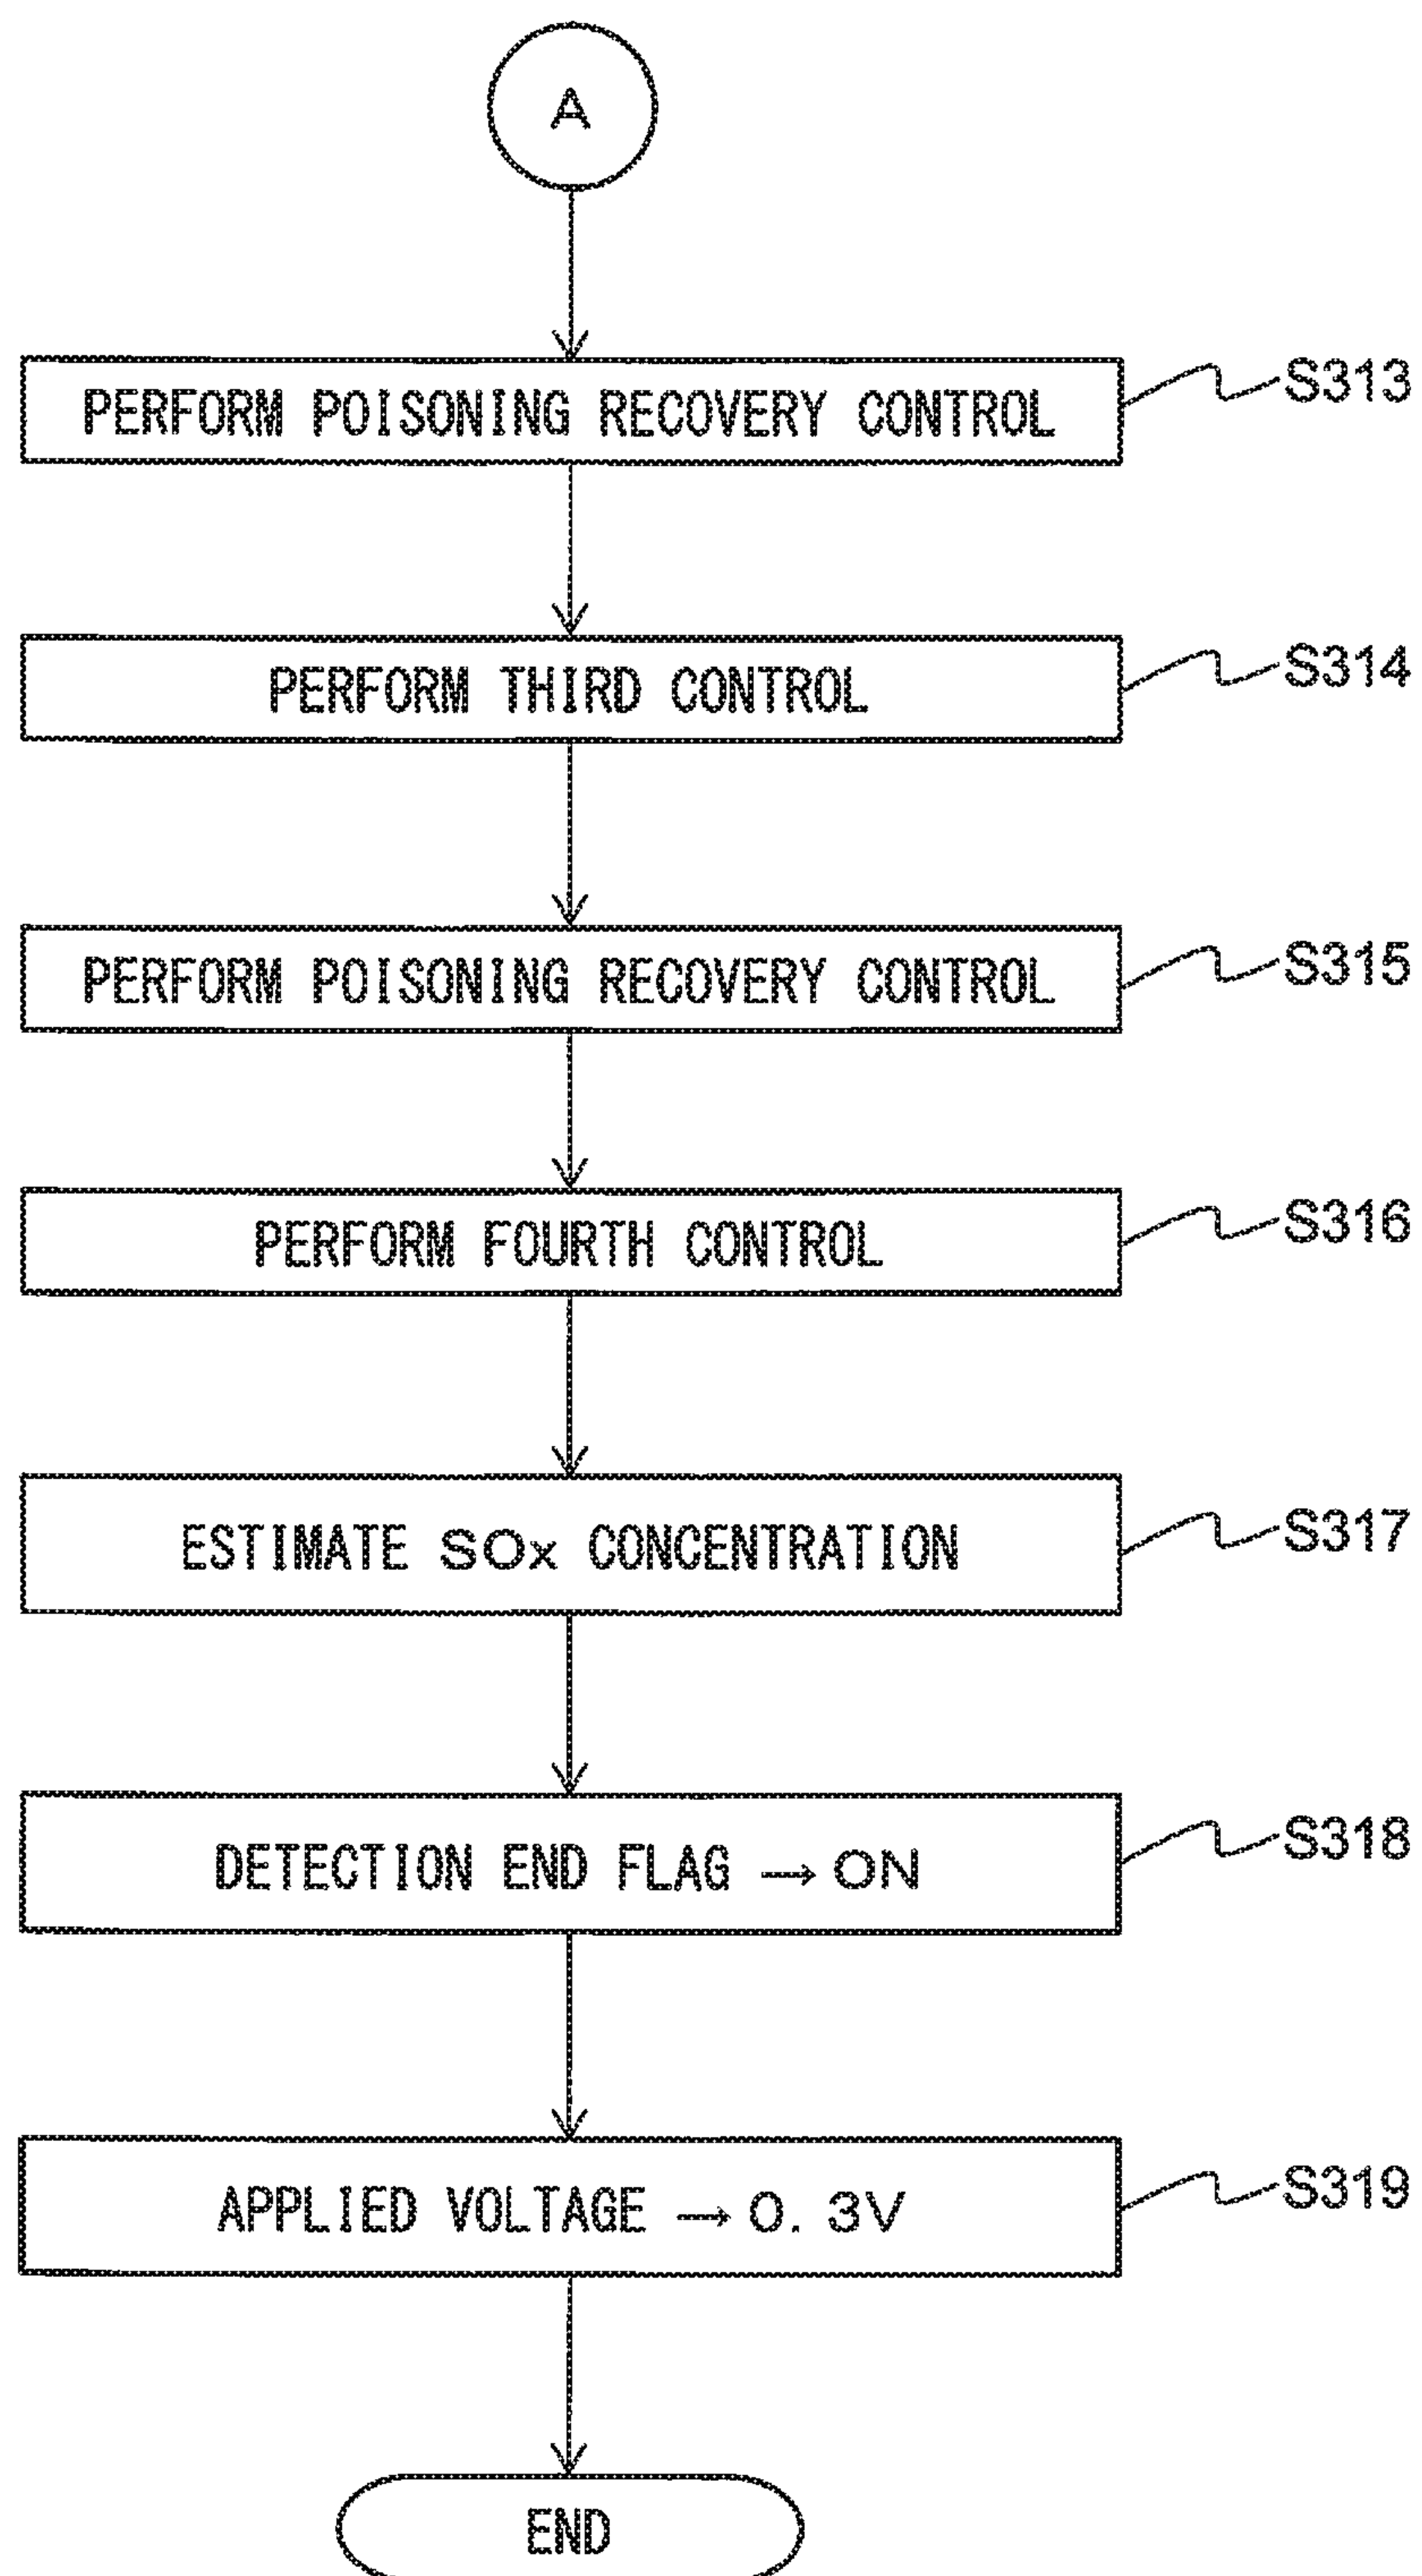 A
PERFORM POISONING RECOVERY CONTROL
S313
PERFORM THIRD CONTROL
S314
PERFORM POISONING RECOVERY CONTROL
S315
PERFORM FOURTH CONTROL
S316
ESTIMATE SOx CONCENTRATION
S317
DETECTION END FLAG → ON
S318
APPLIED VOLTAGE → 0.3V
S319
END